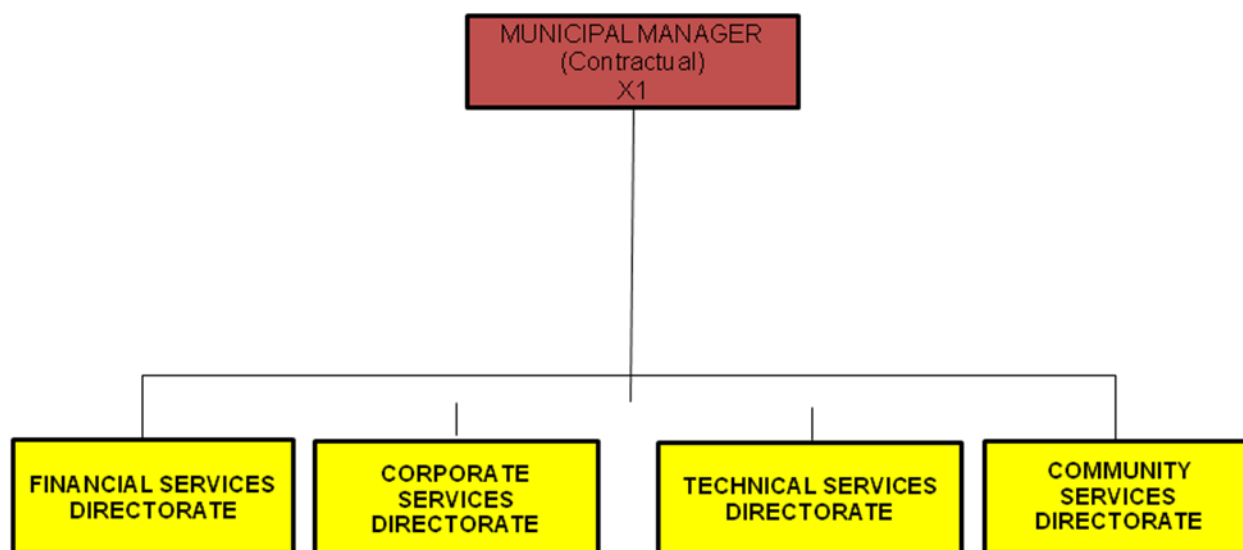 MUNICIPAL MANAGER
(Contractual)
X1
FINANCIAL SERVICES
DIRECTORATE
CORPORATE
SERVICES
DIRECTORATE
TECHNICAL SERVICES
DIRECTORATE
COMMUNITY
SERVICES
DIRECTORATE